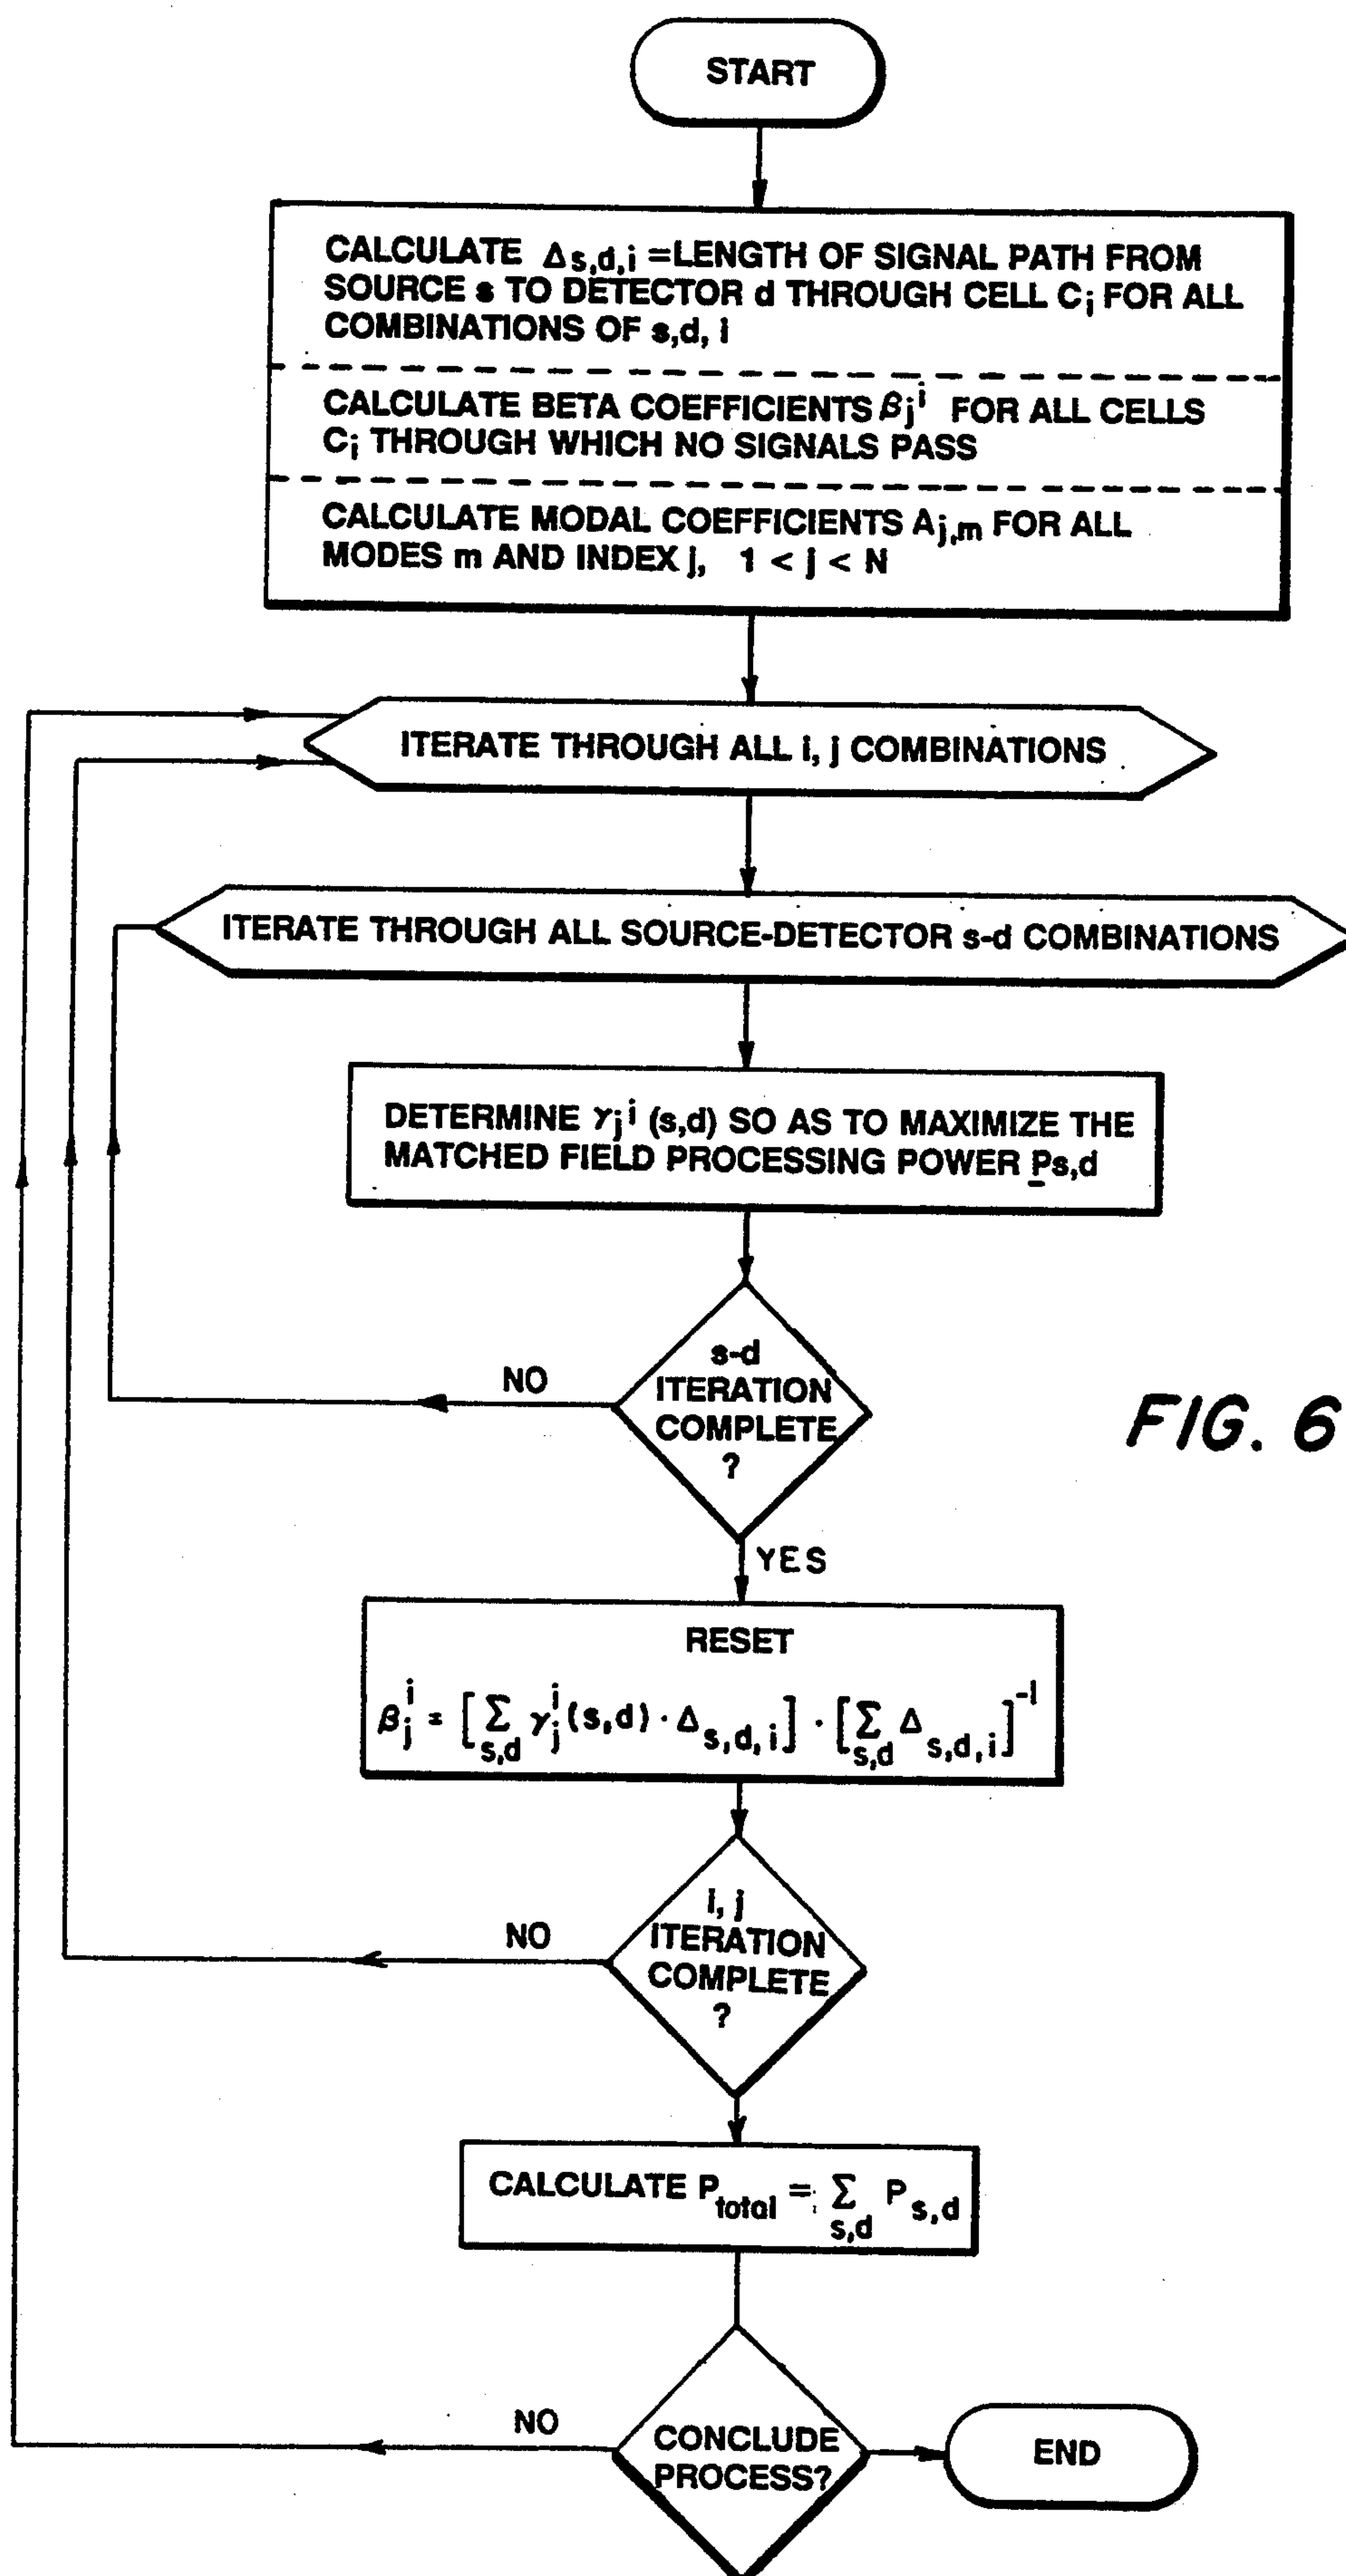 START
CALCULATE Δs,d,i =LENGTH OF SIGNAL PATH FROM
SOURCE s TO DETECTOR d THROUGH CELL Ci FOR ALL
COMBINATIONS OF s,d, i
CALCULATE BETA COEFFICIENTS βj^i FOR ALL CELLS
Ci THROUGH WHICH NO SIGNALS PASS
CALCULATE MODAL COEFFICIENTS Aj,m FOR ALL
MODES m AND INDEX j, 1 < j < N
ITERATE THROUGH ALL i, j COMBINATIONS
ITERATE THROUGH ALL SOURCE-DETECTOR s-d COMBINATIONS
DETERMINE γj^i (s,d) SO AS TO MAXIMIZE THE
MATCHED FIELD PROCESSING POWER Ps,d
s-d
ITERATION
COMPLETE
?
NO
FIG. 6
YES
RESET
βj^i = [Σs,d γj^i(s,d) · Δs,d,i] · [Σs,d Δs,d,i]^-1
i, j
ITERATION
COMPLETE
?
NO
CALCULATE Ptotal = Σs,d Ps,d
NO
CONCLUDE
PROCESS?
END